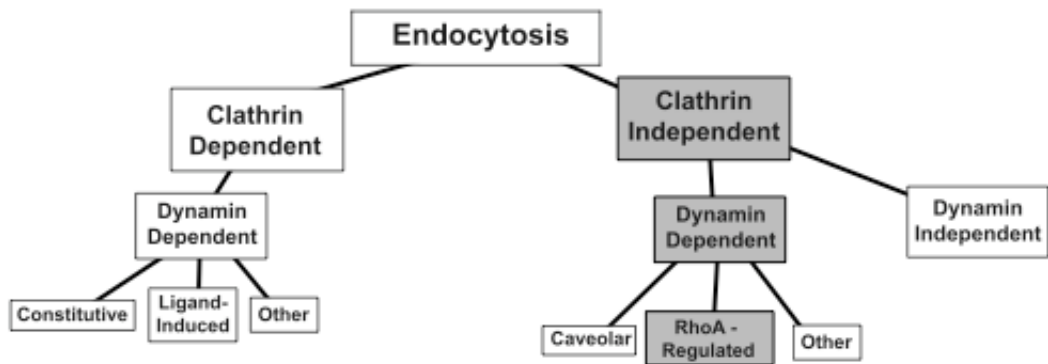 Endocytosis
Clathrin
Dependent
Clathrin
Independent
Dynamin
Dependent
Dynamin
Dependent
Dynamin
Independent
Constitutive
Ligand-
Induced
Other
Caveolar
RhoA -
Regulated
Other